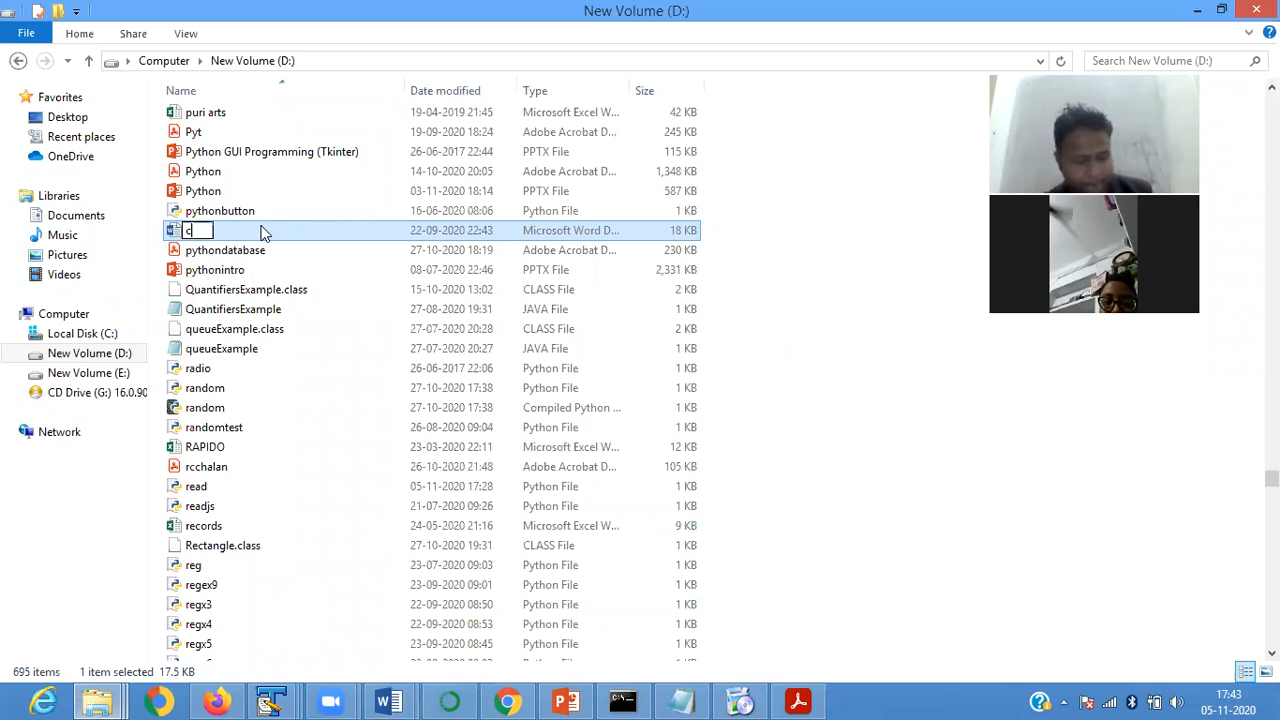 New Volume (D:)
File Home Share View
Computer New Volume (D:) Search New Volume (D:)
Name Date modified Type Size
Favorites
Desktop
Recent places
OneDrive
Libraries
Documents
Music
Pictures
Videos
Computer
Local Disk (C:)
New Volume (D:)
New Volume (E:)
CD Drive (G:) 16.0.90
Network
puri arts 19-04-2019 21:45 Microsoft Excel W... 42 KB
Pyt 19-09-2020 18:24 Adobe Acrobat D... 245 KB
Python GUI Programming (Tkinter) 26-06-2017 22:44 PPTX File 115 KB
Python 14-10-2020 20:05 Adobe Acrobat D... 1,348 KB
Python 03-11-2020 18:14 PPTX File 587 KB
pythonbutton 16-06-2020 08:06 Python File 1 KB
c 22-09-2020 22:43 Microsoft Word D... 18 KB
pythondatabase 27-10-2020 18:19 Adobe Acrobat D... 230 KB
pythonintro 08-07-2020 22:46 PPTX File 2,331 KB
QuantifiersExample.class 15-10-2020 13:02 CLASS File 2 KB
QuantifiersExample 27-08-2020 19:31 JAVA File 1 KB
queueExample.class 27-07-2020 20:28 CLASS File 2 KB
queueExample 27-07-2020 20:27 JAVA File 1 KB
radio 26-06-2017 22:06 Python File 1 KB
random 27-10-2020 17:38 Python File 1 KB
random 27-10-2020 17:38 Compiled Python ... 1 KB
randomtest 26-08-2020 09:04 Python File 1 KB
RAPIDO 23-03-2020 22:11 Microsoft Excel W... 12 KB
rcchalan 26-10-2020 21:48 Adobe Acrobat D... 105 KB
read 05-11-2020 17:28 Python File 1 KB
readjs 21-07-2020 09:26 Python File 1 KB
records 24-05-2020 21:16 Microsoft Excel W... 9 KB
Rectangle.class 27-10-2020 19:31 CLASS File 1 KB
reg 23-07-2020 09:03 Python File 1 KB
regex9 23-09-2020 09:01 Python File 1 KB
regx3 22-09-2020 08:50 Python File 1 KB
regx4 22-09-2020 08:53 Python File 1 KB
regx5 23-09-2020 08:45 Python File 1 KB
695 items 1 item selected 17.5 KB
17:43
05-11-2020